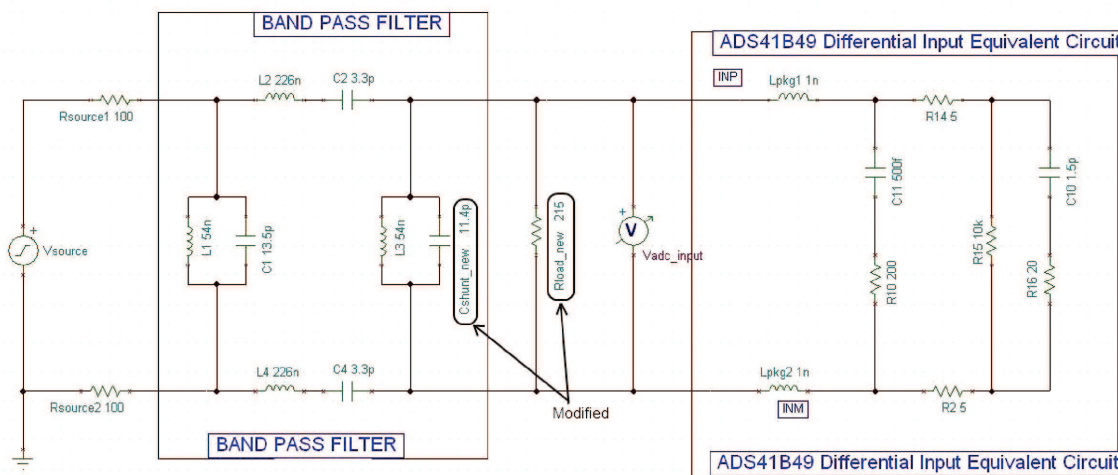 BAND PASS FILTER
ADS41B49 Differential Input Equivalent Circuit
INP
L2 226n
C2 3.3p
Lpkg1 1n
Rsource1 100
R14 5
C11 500f
C10 1.5p
L1 54n
C1 13.5p
L3 54n
Cshunt_new 11.4p
Rload_new 215
+
V
Vadc_input
+
Vsource
R10 200
R15 10k
R16 20
L4 226n
C4 3.3p
Lpkg2 1n
Rsource2 100
INM
R2 5
Modified
BAND PASS FILTER
ADS41B49 Differential Input Equivalent Circuit